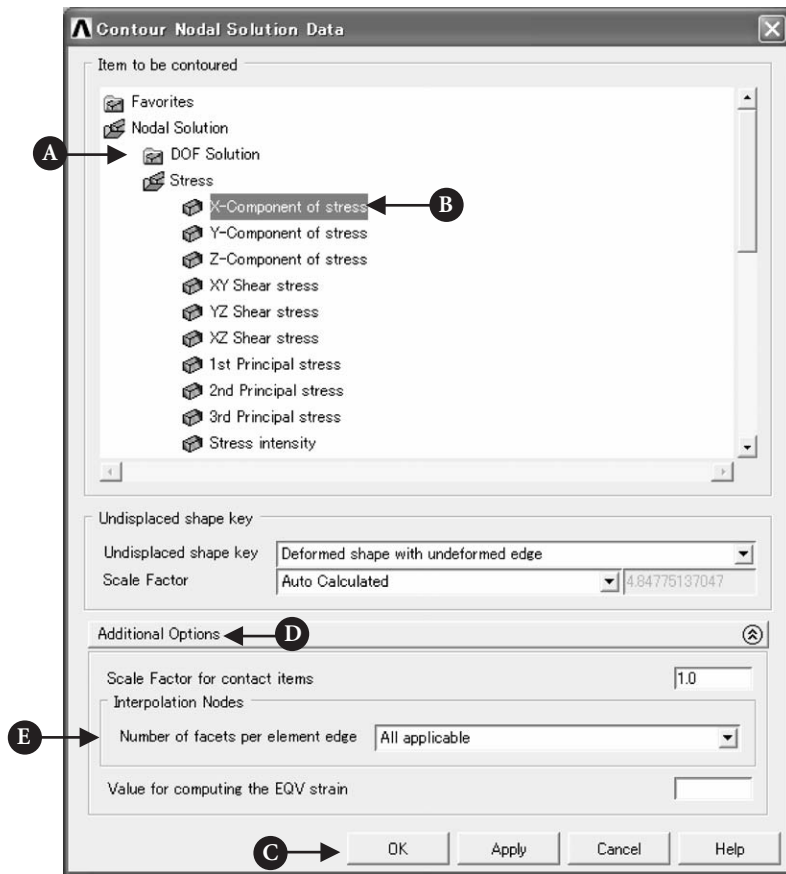 Contour Nodal Solution Data
Item to be contoured
Favorites
Nodal Solution
A
DOF Solution
Stress
X-Component of stress
B
Y-Component of stress
Z-Component of stress
XY Shear stress
YZ Shear stress
XZ Shear stress
1st Principal stress
2nd Principal stress
3rd Principal stress
Stress intensity
Undisplaced shape key
Undisplaced shape key Deformed shape with undeformed edge
Scale Factor Auto Calculated 4.84775137047
Additional Options D
Scale Factor for contact items 1.0
Interpolation Nodes
E Number of facets per element edge All applicable
Value for computing the EQV strain
C OK Apply Cancel Help